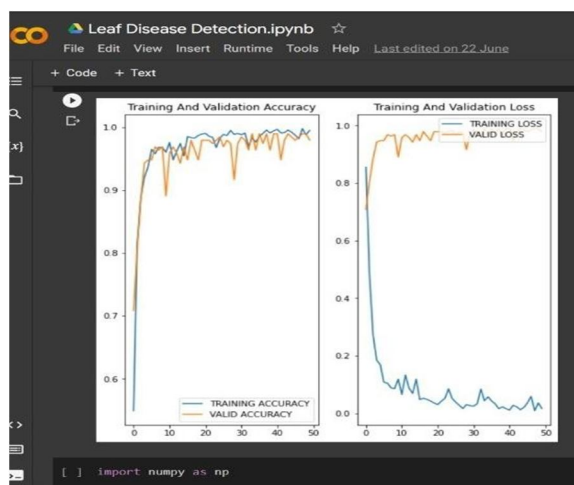 CO Leaf Disease Detection.ipynb
File Edit View Insert Runtime Tools Help Last edited on 22 June
+ Code + Text
{x}
Training And Validation Accuracy
1.0
0.9
0.8
0.7
0.6
TRAINING ACCURACY
VALID ACCURACY
0 10 20 30 40 50
Training And Validation Loss
1.0
0.8
0.6
0.4
0.2
0.0
TRAINING LOSS
VALID LOSS
0 10 20 30 40 50
[ ] import numpy as np